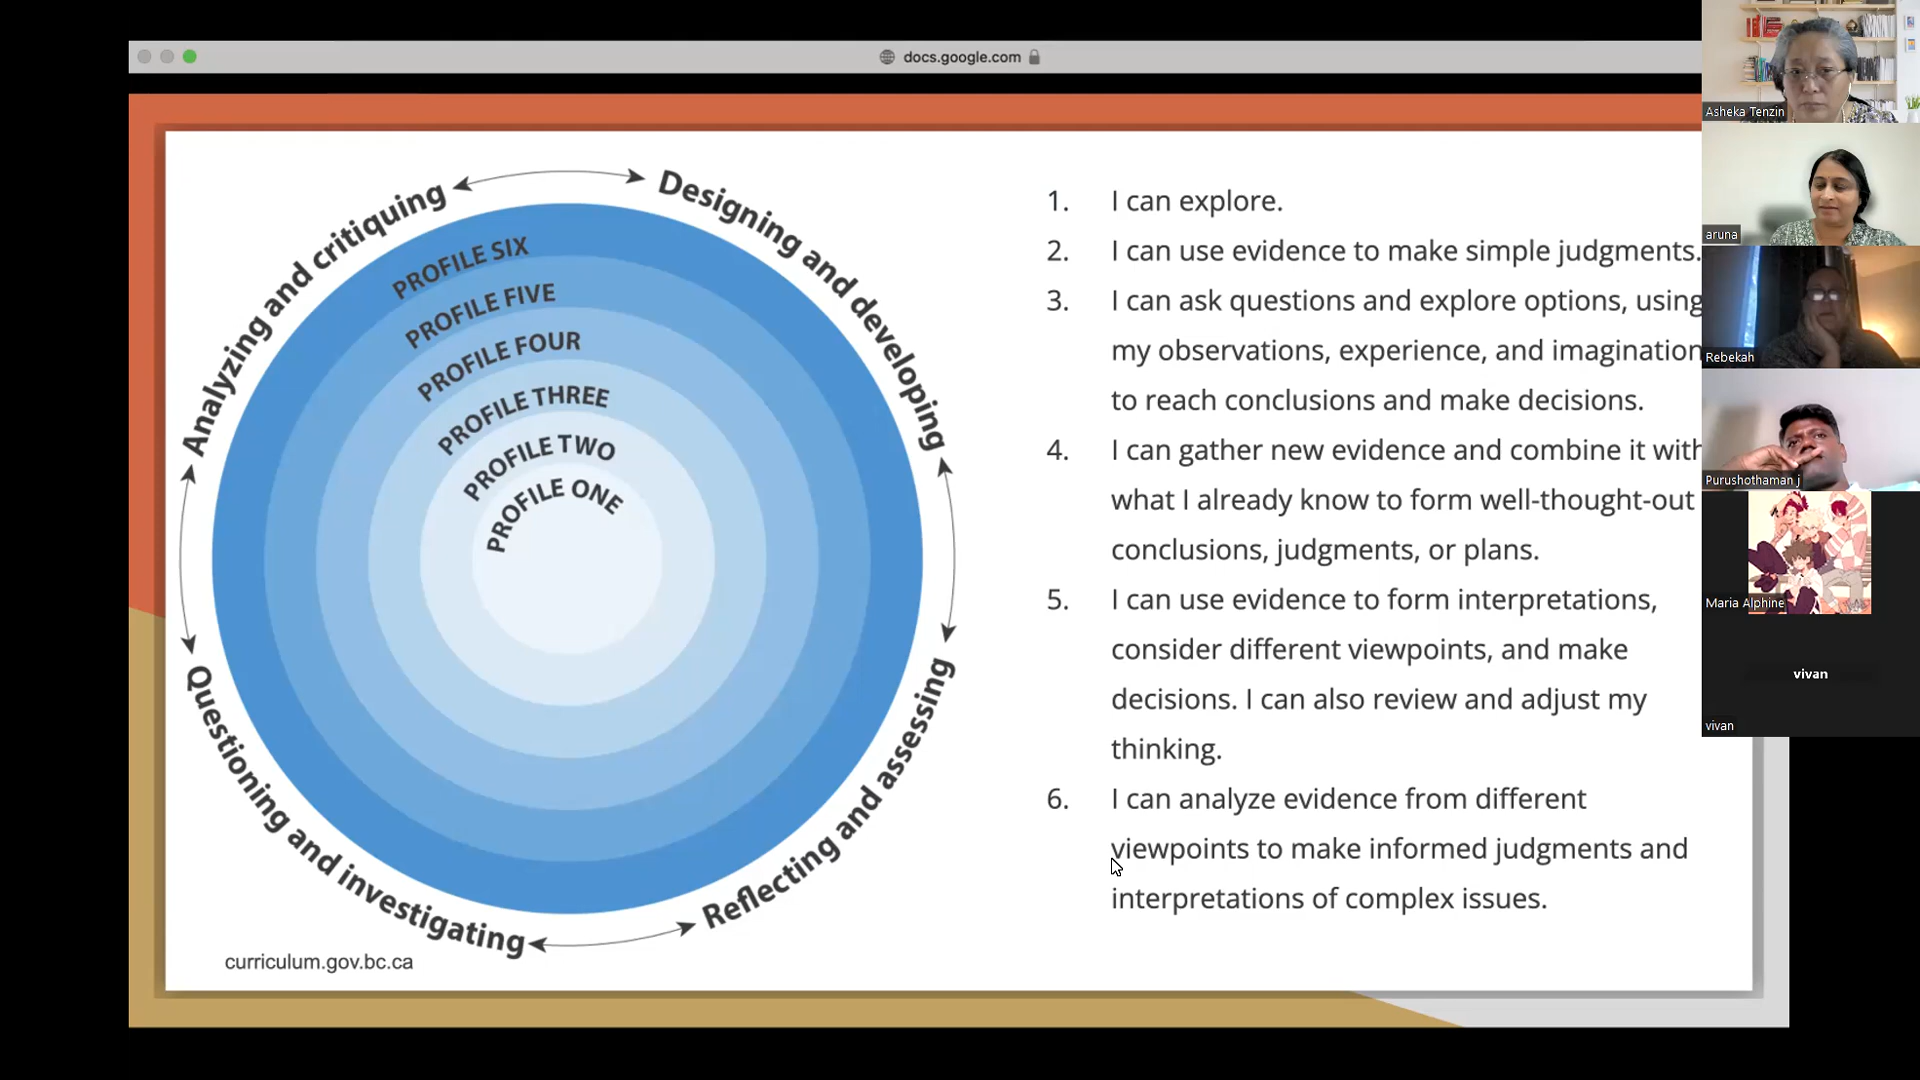 docs.google.com
Analyzing and critiquing
Designing and developing
Questioning and investigating
Reflecting and assessing
PROFILE SIX
PROFILE FIVE
PROFILE FOUR
PROFILE THREE
PROFILE TWO
PROFILE ONE
curriculum.gov.bc.ca
1. I can explore.
2. I can use evidence to make simple judgments.
3. I can ask questions and explore options, using
my observations, experience, and imagination
to reach conclusions and make decisions.
4. I can gather new evidence and combine it with
what I already know to form well-thought-out
conclusions, judgments, or plans.
5. I can use evidence to form interpretations,
consider different viewpoints, and make
decisions. I can also review and adjust my
thinking.
6. I can analyze evidence from different
viewpoints to make informed judgments and
interpretations of complex issues.
Asheka Tenzin
aruna
Rebekah
Purushothaman j
Maria Alphine
vivan
vivan